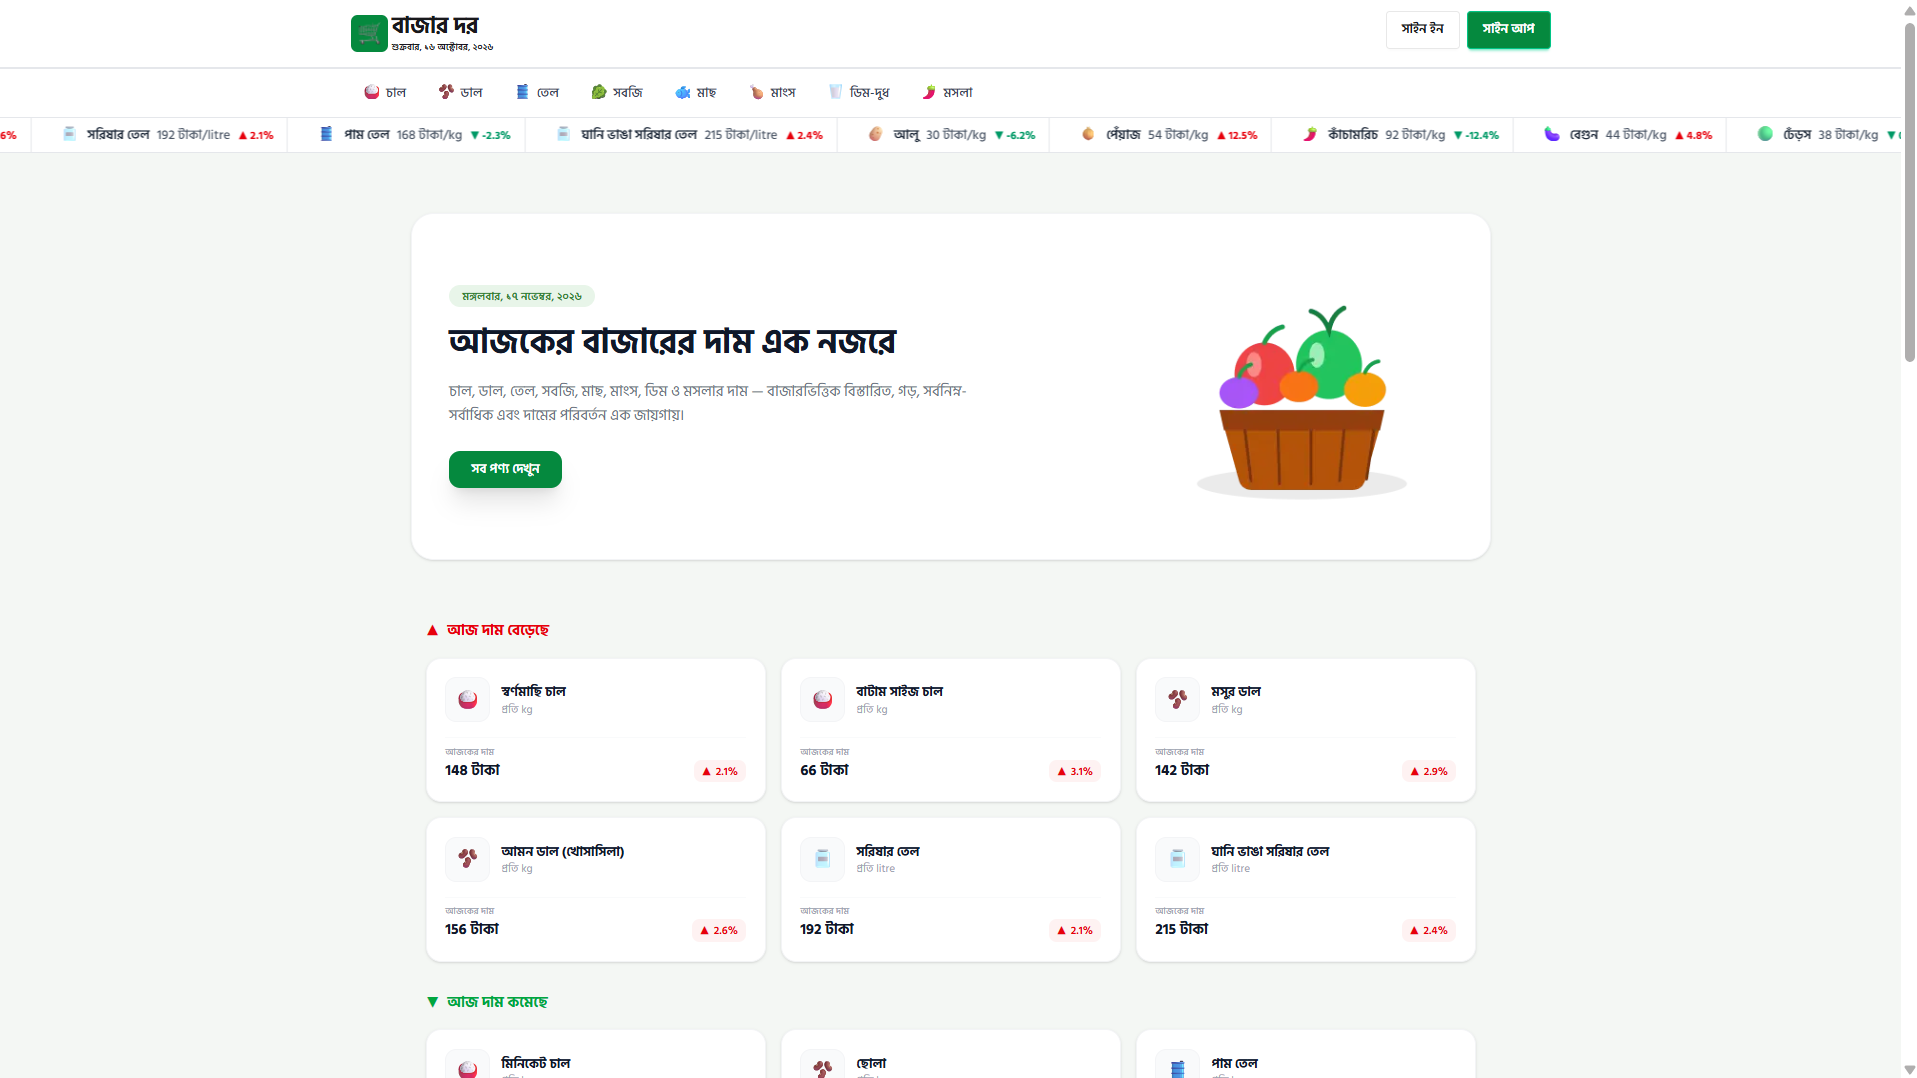 বাজার দর
শুক্রবার, ১৬ অক্টোবর, ২০২৬
সাইন ইন
সাইন আপ
চাল
ডাল
তেল
সবজি
মাছ
মাংস
ডিম-দুধ
মসলা
6%
সরিষার তেল 192 টাকা/litre ▲ 2.1%
পাম তেল 168 টাকা/kg ▼ -2.3%
ঘানি ভাঙা সরিষার তেল 215 টাকা/litre ▲ 2.4%
আলু 30 টাকা/kg ▼ -6.2%
পেঁয়াজ 54 টাকা/kg ▲ 12.5%
কাঁচামরিচ 92 টাকা/kg ▼ -12.4%
বেগুন 44 টাকা/kg ▲ 4.8%
ঢেঁড়স 38 টাকা/kg ▼
মঙ্গলবার, ১৭ নভেম্বর, ২০২৬
আজকের বাজারের দাম এক নজরে
চাল, ডাল, তেল, সবজি, মাছ, মাংস, ডিম ও মসলার দাম — বাজারভিত্তিক বিস্তারিত, গড়, সর্বনিম্ন-
সর্বাধিক এবং দামের পরিবর্তন এক জায়গায়।
সব পণ্য দেখুন
▲ আজ দাম বেড়েছে
স্বর্ণমাছি চাল
প্রতি kg
আজকের দাম
148 টাকা
▲ 2.1%
বাটাম সাইজ চাল
প্রতি kg
আজকের দাম
66 টাকা
▲ 3.1%
মসূর ডাল
প্রতি kg
আজকের দাম
142 টাকা
▲ 2.9%
আমন ডাল (খোসাসিলা)
প্রতি kg
আজকের দাম
156 টাকা
▲ 2.6%
সরিষার তেল
প্রতি litre
আজকের দাম
192 টাকা
▲ 2.1%
ঘানি ভাঙা সরিষার তেল
প্রতি litre
আজকের দাম
215 টাকা
▲ 2.4%
▼ আজ দাম কমেছে
মিনিকেট চাল
ছোলা
পাম তেল